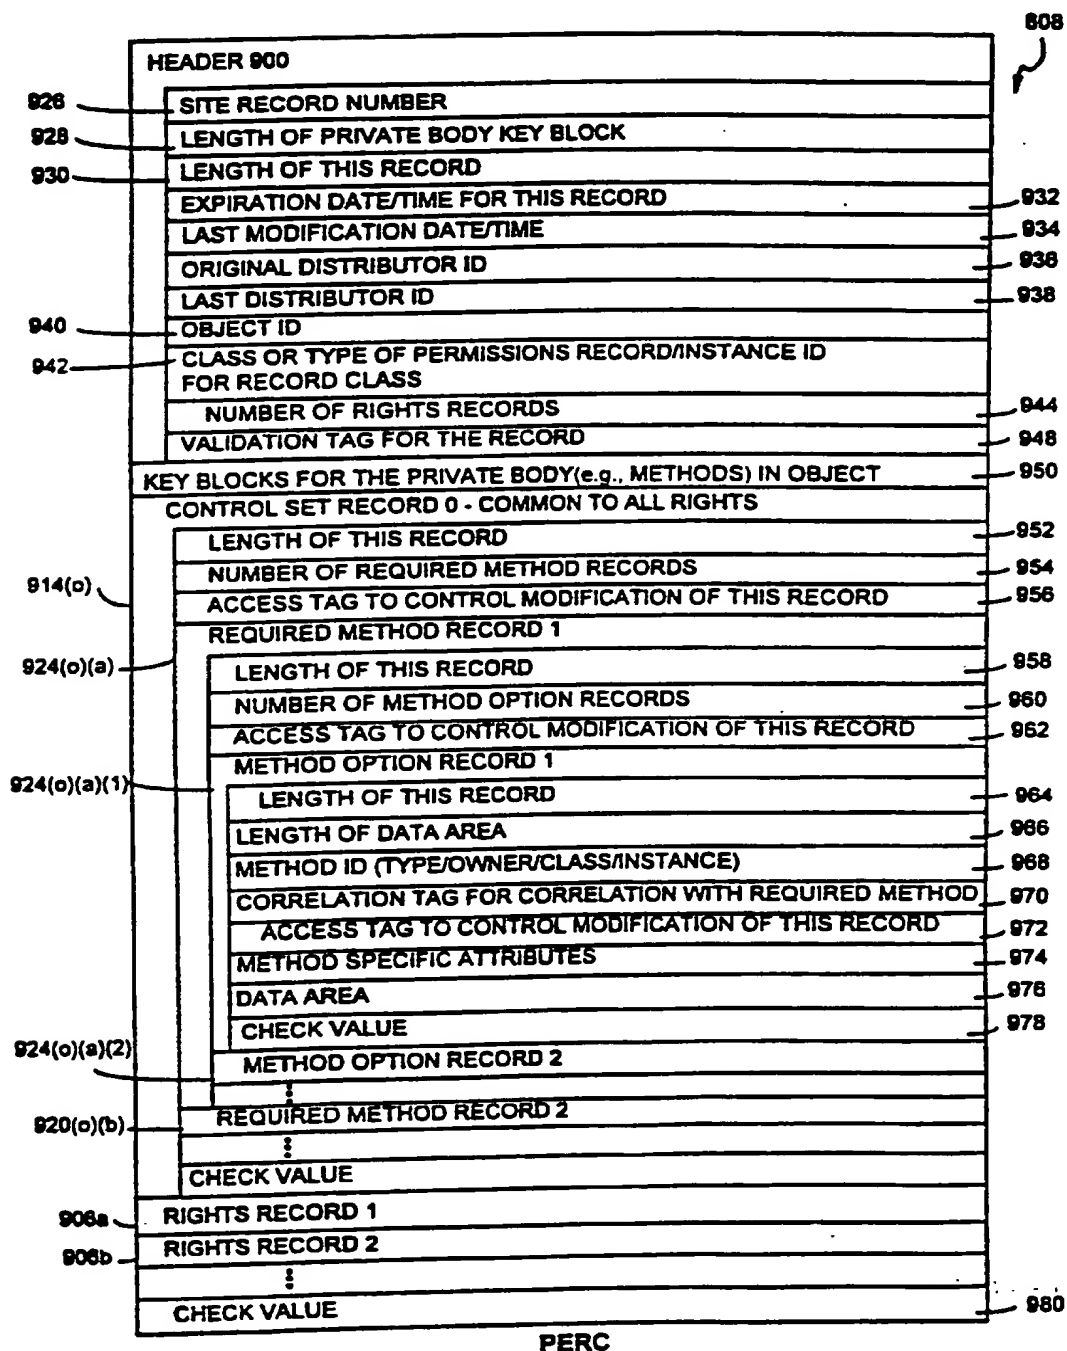 808
HEADER 900
926 SITE RECORD NUMBER
928 LENGTH OF PRIVATE BODY KEY BLOCK
930 LENGTH OF THIS RECORD
EXPIRATION DATE/TIME FOR THIS RECORD 932
LAST MODIFICATION DATE/TIME 934
ORIGINAL DISTRIBUTOR ID 936
LAST DISTRIBUTOR ID 938
940 OBJECT ID
942 CLASS OR TYPE OF PERMISSIONS RECORD/INSTANCE ID
FOR RECORD CLASS
NUMBER OF RIGHTS RECORDS 944
VALIDATION TAG FOR THE RECORD 948
KEY BLOCKS FOR THE PRIVATE BODY(e.g., METHODS) IN OBJECT 950
CONTROL SET RECORD 0 - COMMON TO ALL RIGHTS
LENGTH OF THIS RECORD 952
NUMBER OF REQUIRED METHOD RECORDS 954
914(o) ACCESS TAG TO CONTROL MODIFICATION OF THIS RECORD 956
REQUIRED METHOD RECORD 1
924(o)(a) LENGTH OF THIS RECORD 958
NUMBER OF METHOD OPTION RECORDS 960
ACCESS TAG TO CONTROL MODIFICATION OF THIS RECORD 962
METHOD OPTION RECORD 1
924(o)(a)(1) LENGTH OF THIS RECORD 964
LENGTH OF DATA AREA 966
METHOD ID (TYPE/OWNER/CLASS/INSTANCE) 968
CORRELATION TAG FOR CORRELATION WITH REQUIRED METHOD 970
ACCESS TAG TO CONTROL MODIFICATION OF THIS RECORD 972
METHOD SPECIFIC ATTRIBUTES 974
DATA AREA 976
CHECK VALUE 978
924(o)(a)(2) METHOD OPTION RECORD 2
920(o)(b) REQUIRED METHOD RECORD 2
CHECK VALUE
906a RIGHTS RECORD 1
906b RIGHTS RECORD 2
CHECK VALUE 980
PERC